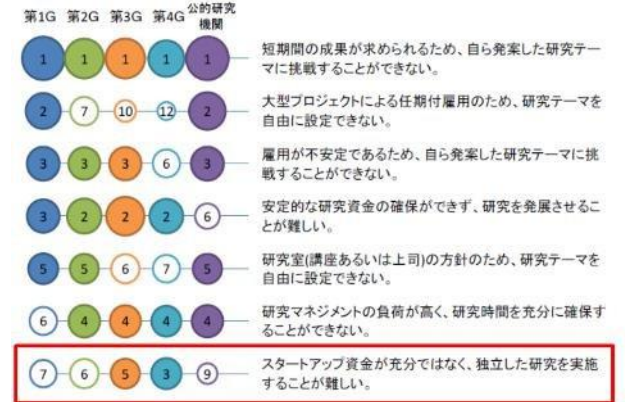 第1G 第2G 第3G 第4G 公的研究機関
1 1 1 1 1
短期間の成果が求められるため、自ら発案した研究テー
マに挑戦することができない。
2 7 10 12 2
大型プロジェクトによる任期付雇用のため、研究テーマを
自由に設定できない。
3 3 3 6 3
雇用が不安定であるため、自ら発案した研究テーマに挑
戦することができない。
3 2 2 2 6
安定的な研究資金の確保ができず、研究を発展させるこ
とが難しい。
5 5 6 7 5
研究室(講座あるいは上司)の方針のため、研究テーマを
自由に設定できない。
6 4 4 4 4
研究マネジメントの負荷が高く、研究時間を充分に確保す
ることができない。
7 6 5 3 9
スタートアップ資金が充分ではなく、独立した研究を実施
することが難しい。